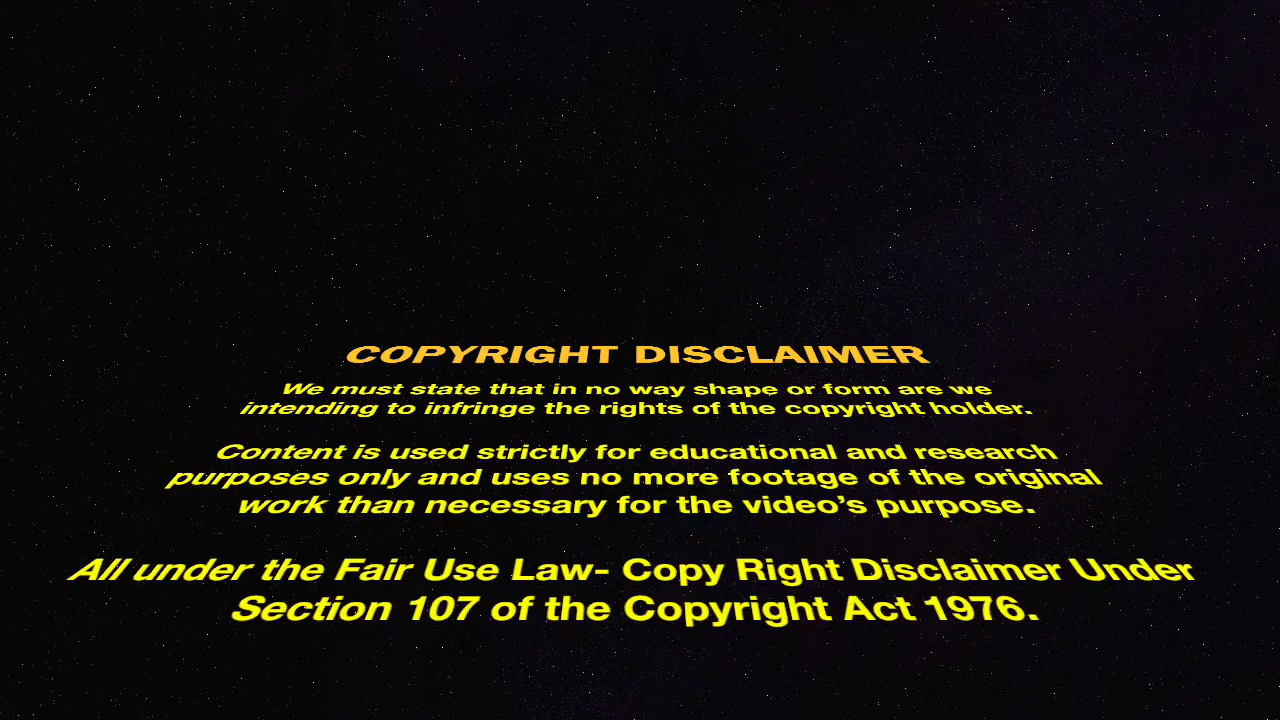 COPYRIGHT DISCLAIMER
We must state that in no way shape or form are we
intending to infringe the rights of the copyright holder.
Content is used strictly for educational and research
purposes only and uses no more footage of the original
work than necessary for the video’s purpose.
All under the Fair Use Law- Copy Right Disclaimer Under
Section 107 of the Copyright Act 1976.